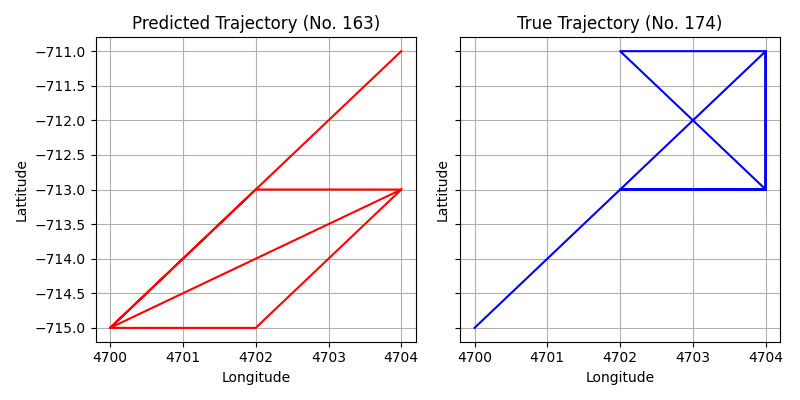 Predicted Trajectory (No. 163)
True Trajectory (No. 174)
−711.0
−711.5
−712.0
−712.5
−713.0
−713.5
−714.0
−714.5
−715.0
Lattitude
Lattitude
4700 4701 4702 4703 4704
4700 4701 4702 4703 4704
Longitude
Longitude